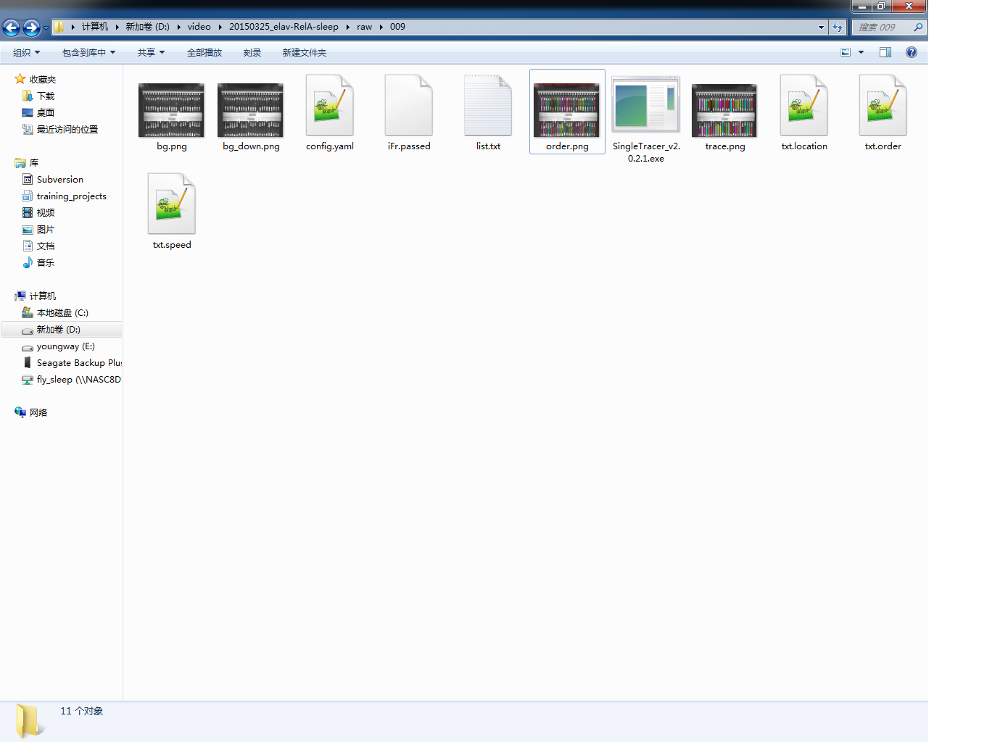 计算机 新加卷 (D:) video 20150325_elav-RelA-sleep raw 009
搜索 009
组织 包含到库中 共享 全部播放 刻录 新建文件夹
收藏夹
下载
桌面
最近访问的位置
库
Subversion
training_projects
视频
图片
文档
音乐
计算机
本地磁盘 (C:)
新加卷 (D:)
youngway (E:)
Seagate Backup Plus
fly_sleep (\\NASC8D
网络
bg.png
bg_down.png
config.yaml
iFr.passed
list.txt
order.png
SingleTracer_v2.
0.2.1.exe
trace.png
txt.location
txt.order
txt.speed
11 个对象